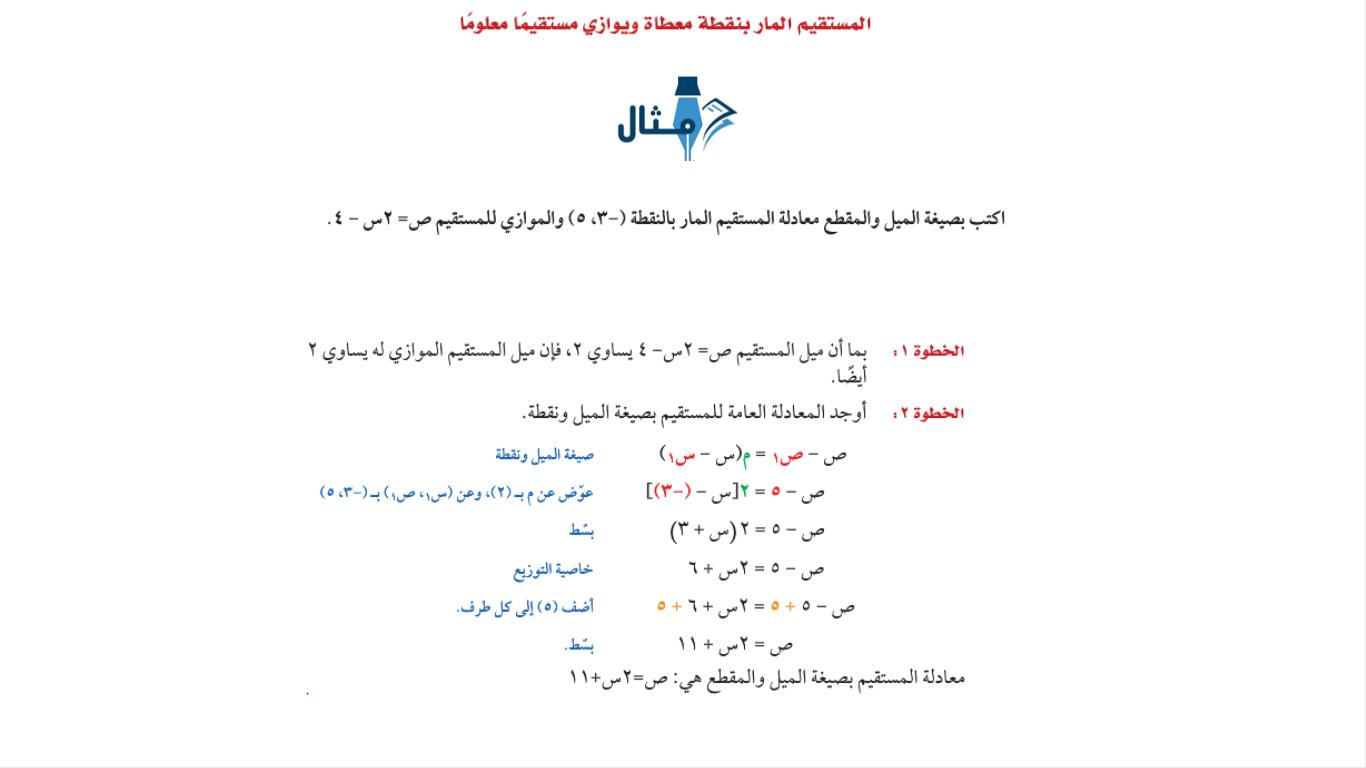 المستقيم المار بنقطة معطاة ويوازي مستقيمًا معلومًا
مثال
اكتب بصيغة الميل والمقطع معادلة المستقيم المار بالنقطة (–٣، ٥) والموازي للمستقيم ص= ٢س – ٤.
الخطوة ١: بما أن ميل المستقيم ص= ٢س– ٤ يساوي ٢، فإن ميل المستقيم الموازي له يساوي ٢
أيضًا.
الخطوة ٢: أوجد المعادلة العامة للمستقيم بصيغة الميل ونقطة.
ص – ص١ = م(س – س١) صيغة الميل ونقطة
ص – ٥ = ٢[س – (–٣)] عوّض عن م بـ (٢)، وعن (س١، ص١) بـ (–٣، ٥)
ص – ٥ = ٢ (س + ٣) بسّط
ص – ٥ = ٢س + ٦ خاصية التوزيع
ص – ٥ + ٥ = ٢س + ٦ + ٥ أضف (٥) إلى كل طرف.
ص = ٢س + ١١ بسّط.
معادلة المستقيم بصيغة الميل والمقطع هي: ص=٢س+١١